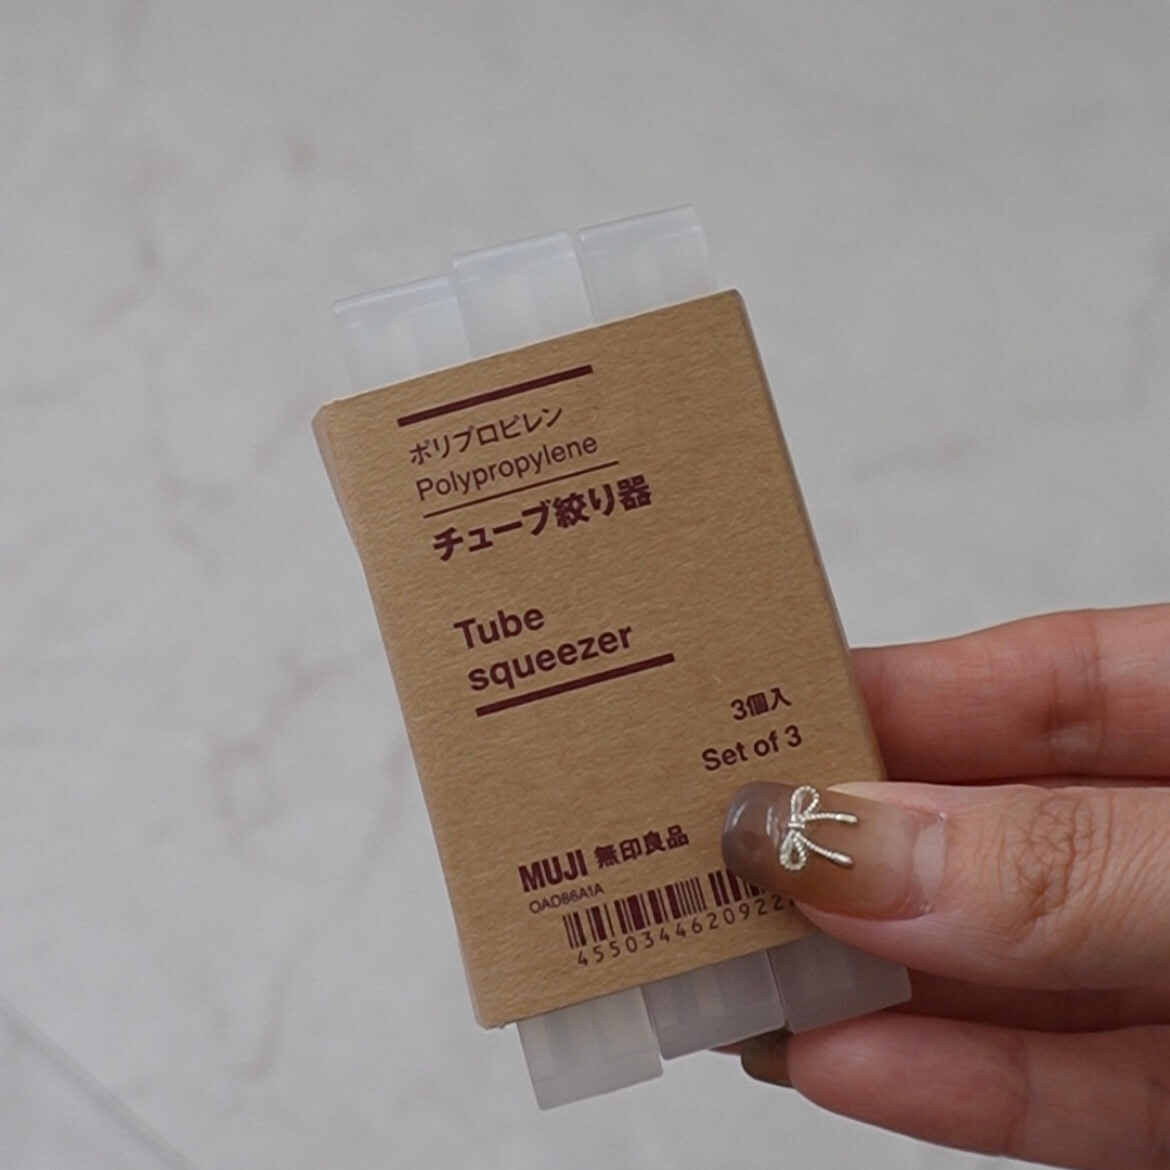 ポリプロピレン
Polypropylene
チューブ絞り器
Tube
squeezer
3個入
Set of 3
MUJI 無印良品
OAD86A1A
455034462092